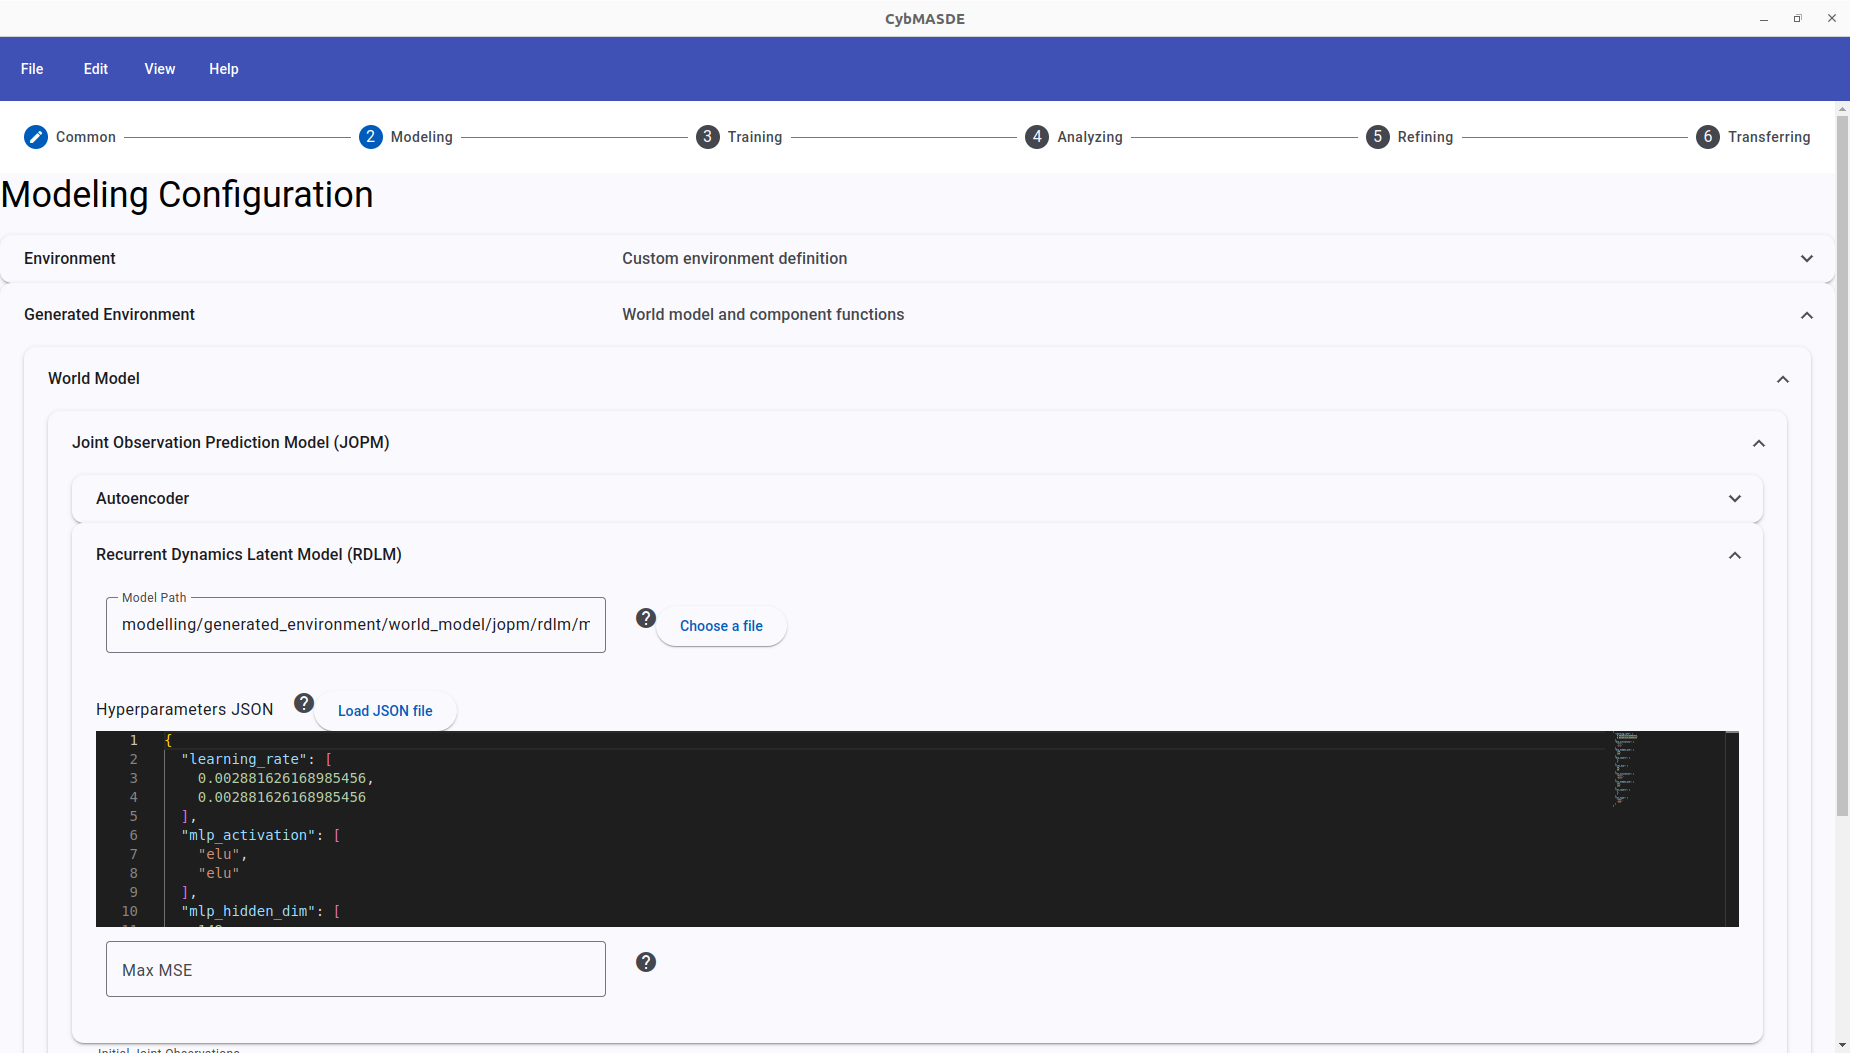 CybMASDE
File Edit View Help
Common 2 Modeling 3 Training 4 Analyzing 5 Refining 6 Transferring
Modeling Configuration
Environment Custom environment definition
Generated Environment World model and component functions
World Model
Joint Observation Prediction Model (JOPM)
Autoencoder
Recurrent Dynamics Latent Model (RDLM)
Model Path
modelling/generated_environment/world_model/jopm/rdlm/m
? Choose a file
Hyperparameters JSON ? Load JSON file
1 {
2 "learning_rate": [
3 0.002881626168985456,
4 0.002881626168985456
5 ],
6 "mlp_activation": [
7 "elu",
8 "elu"
9 ],
10 "mlp_hidden_dim": [
Max MSE ?
Initial Joint Observations